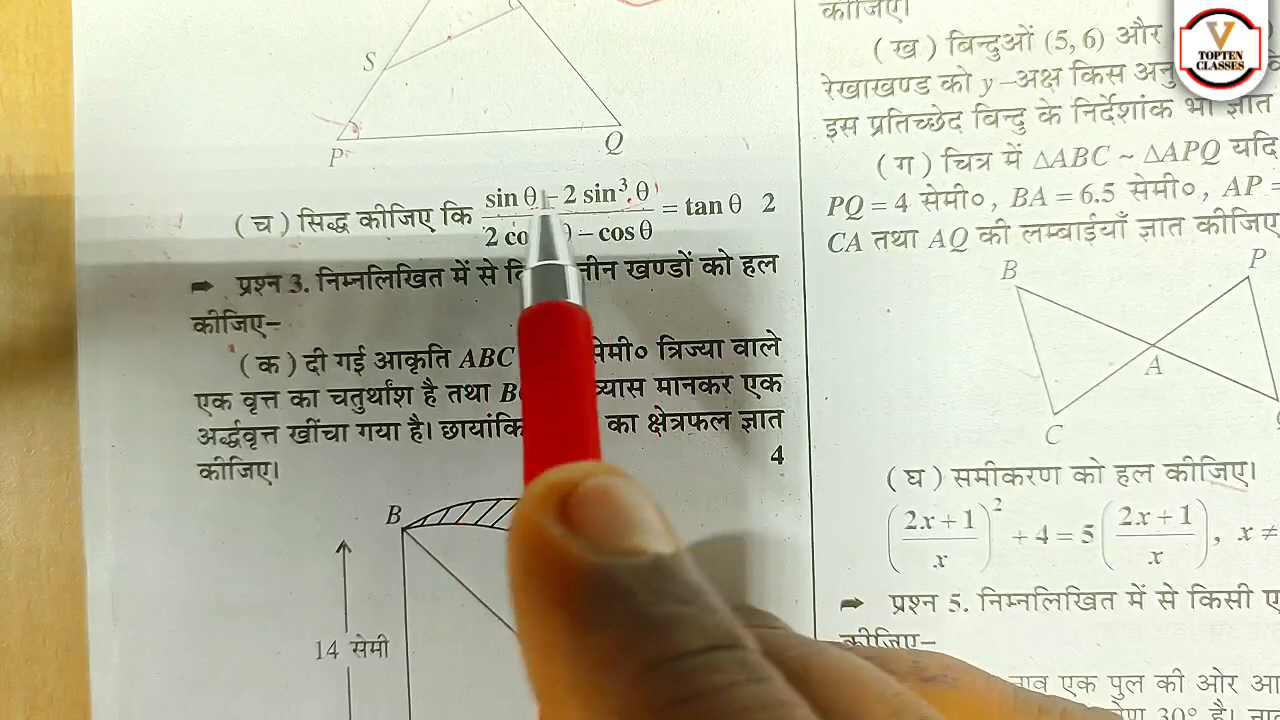 S
P
Q
( च ) सिद्ध कीजिए कि (sin θ – 2 sin³ θ) / (2 co θ – cos θ) = tan θ 2
➡ प्रश्न 3. निम्नलिखित में से खण्डों को हल
कीजिए–
( क ) दी गई आकृति ABC सेमी० त्रिज्या वाले
एक वृत्त का चतुर्थांश है तथा व्यास मानकर एक
अर्द्धवृत्त खींचा गया है। का क्षेत्रफल ज्ञात
कीजिए। 4
B
14 सेमी
कीजिए।
( ख ) बिन्दुओं (5, 6) और
रेखाखण्ड को y –अक्ष किस
इस प्रतिच्छेद बिन्दु के निर्देशांक भी ज्ञात
( ग ) चित्र में ΔABC ~ ΔAPQ यदि
PQ = 4 सेमी०, BA = 6.5 सेमी०, AP =
CA तथा AQ की लम्बाईयाँ ज्ञात कीजिए
B
P
A
C
( घ ) समीकरण को हल कीजिए।
((2x + 1)/x)² + 4 = 5 ((2x + 1)/x), x ≠
➡ प्रश्न 5. निम्नलिखित में से किसी
कीजिए–
नाव एक पुल की ओर
30° है।
V
TOPTEN
CLASSES